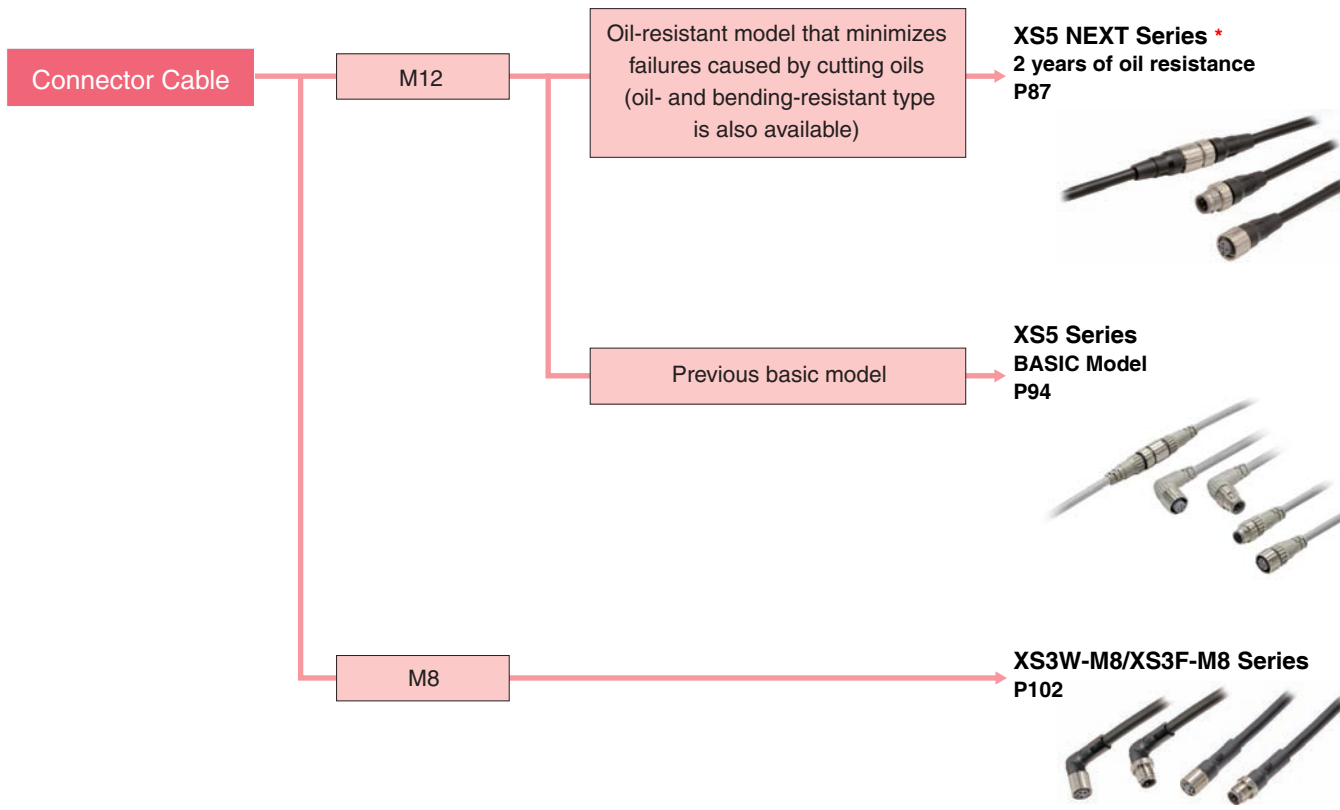 Connector Cable
M12
Oil-resistant model that minimizes
failures caused by cutting oils
(oil- and bending-resistant type
is also available)
XS5 NEXT Series *
2 years of oil resistance
P87
Previous basic model
XS5 Series
BASIC Model
P94
M8
XS3W-M8/XS3F-M8 Series
P102